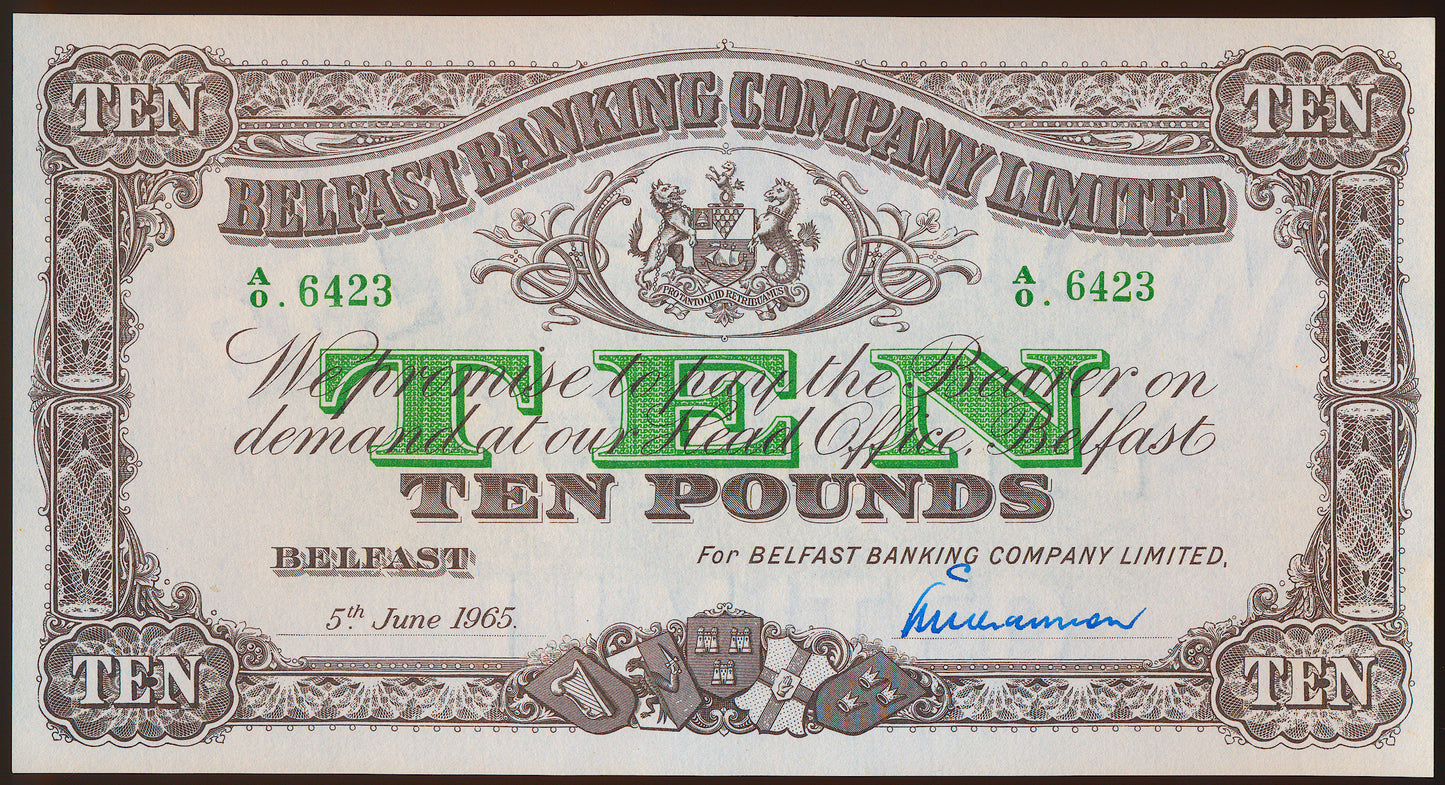 TEN TEN
BELFAST BANKING COMPANY LIMITED
PRO TANTO QUID RETRIBUAMUS
A/O. 6423 A/O. 6423
TEN
We promise to pay the Bearer on
demand at our Head Office, Belfast
TEN POUNDS
BELFAST For BELFAST BANKING COMPANY LIMITED,
5th June 1965.
TEN TEN